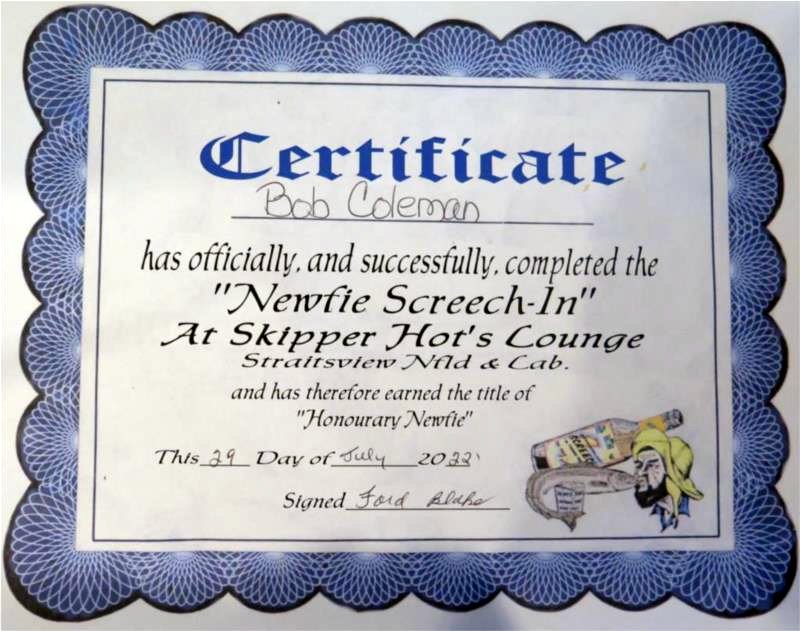 Certificate
Bob Coleman
has officially, and successfully, completed the
"Newfie Screech-In"
At Skipper Hot's Lounge
Straitsview Nfld & Lab.
and has therefore earned the title of
"Honourary Newfie"
This 29 Day of July 2022
Signed Ford Blake